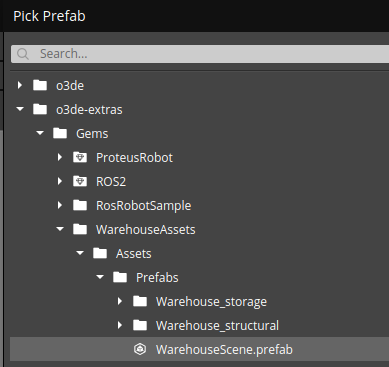 Pick Prefab
Search...
o3de
o3de-extras
Gems
ProteusRobot
ROS2
RosRobotSample
WarehouseAssets
Assets
Prefabs
Warehouse_storage
Warehouse_structural
WarehouseScene.prefab